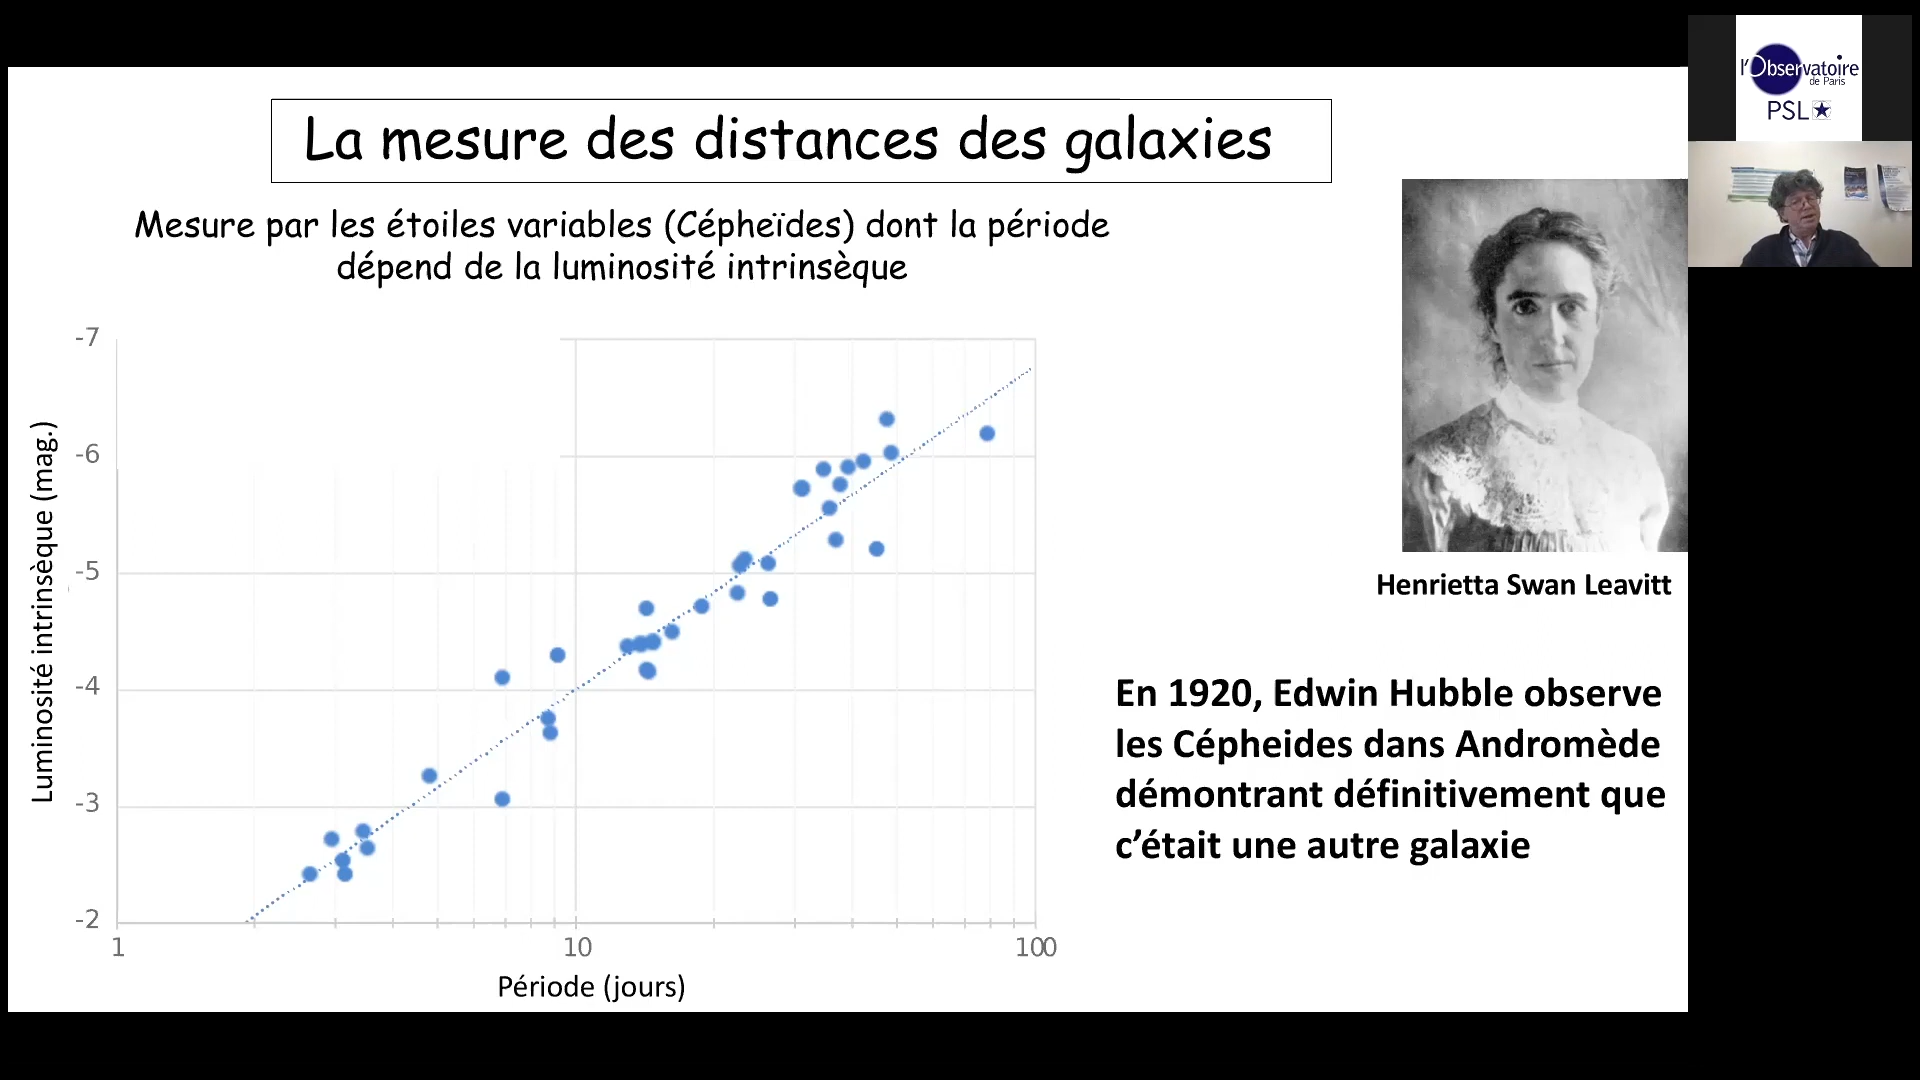 La mesure des distances des galaxies
Mesure par les étoiles variables (Cépheïdes) dont la période
dépend de la luminosité intrinsèque
-7
-6
-5
-4
-3
-2
Luminosité intrinsèque (mag.)
1
10
100
Période (jours)
Henrietta Swan Leavitt
En 1920, Edwin Hubble observe
les Cépheides dans Andromède
démontrant définitivement que
c’était une autre galaxie
l'Observatoire
de Paris
PSL